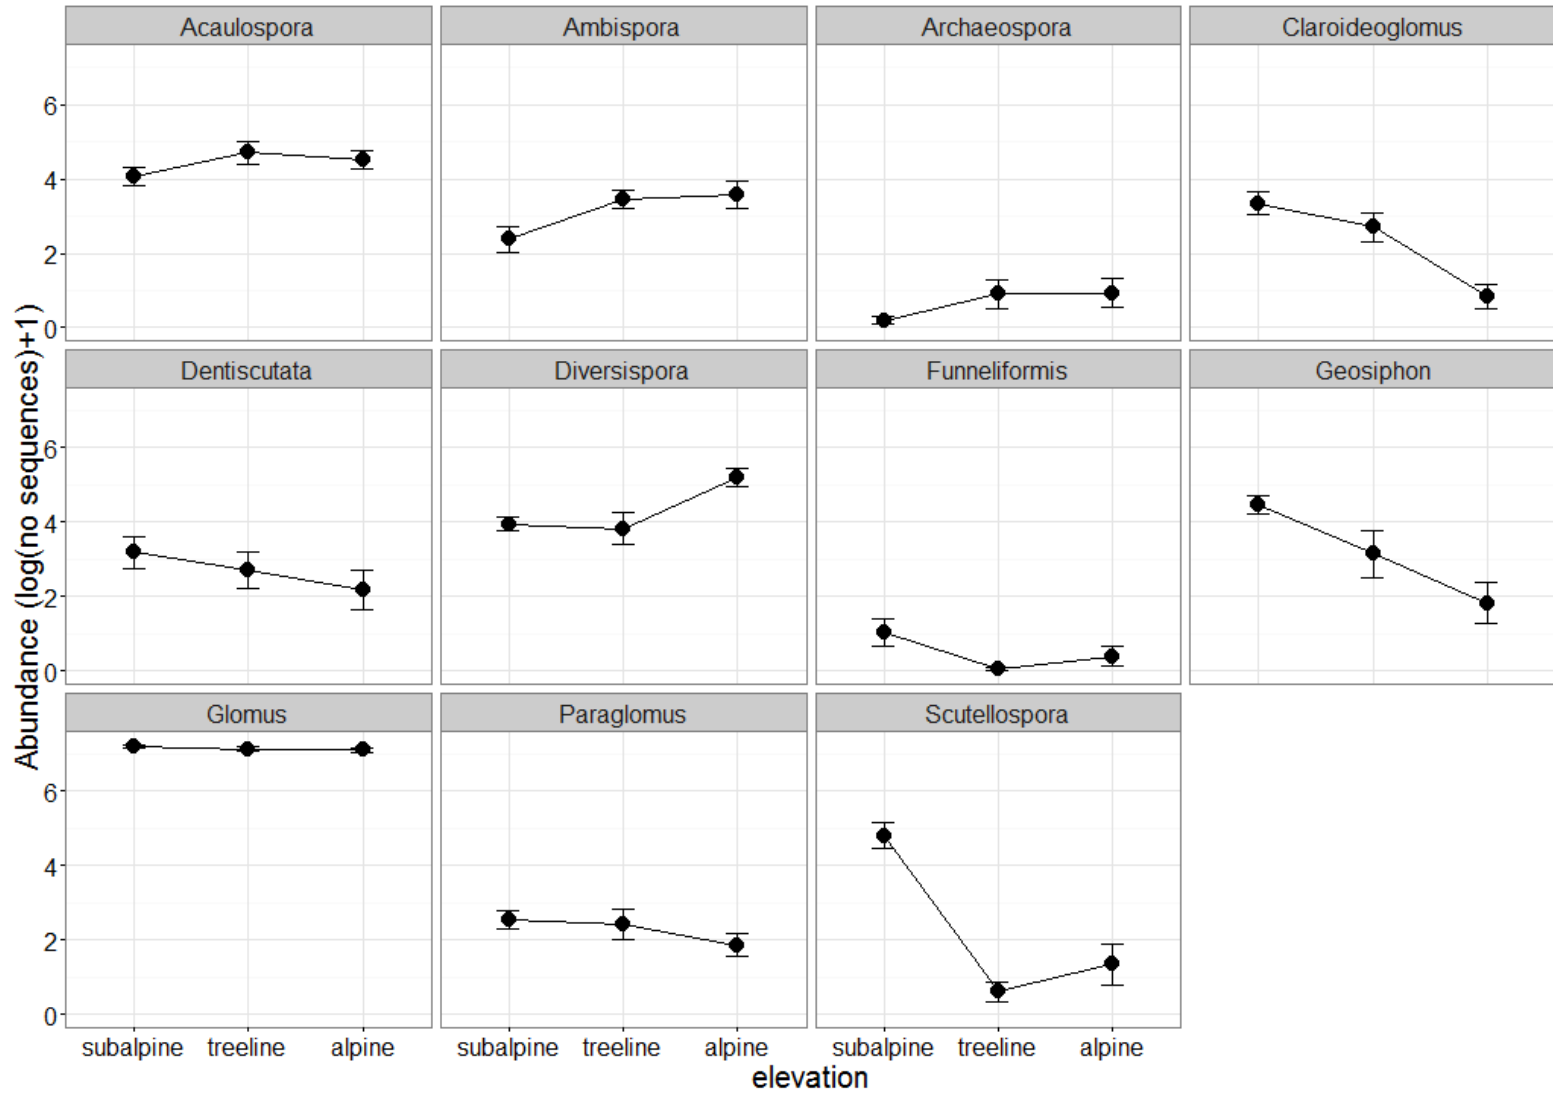 Acaulospora Ambispora Archaeospora Claroideoglomus
6
4
2
0
Dentiscutata Diversispora Funneliformis Geosiphon
6
4
2
0
Glomus Paraglomus Scutellospora
6
4
2
0
Abundance (log(no sequences)+1)
subalpine treeline alpine subalpine treeline alpine subalpine treeline alpine
elevation